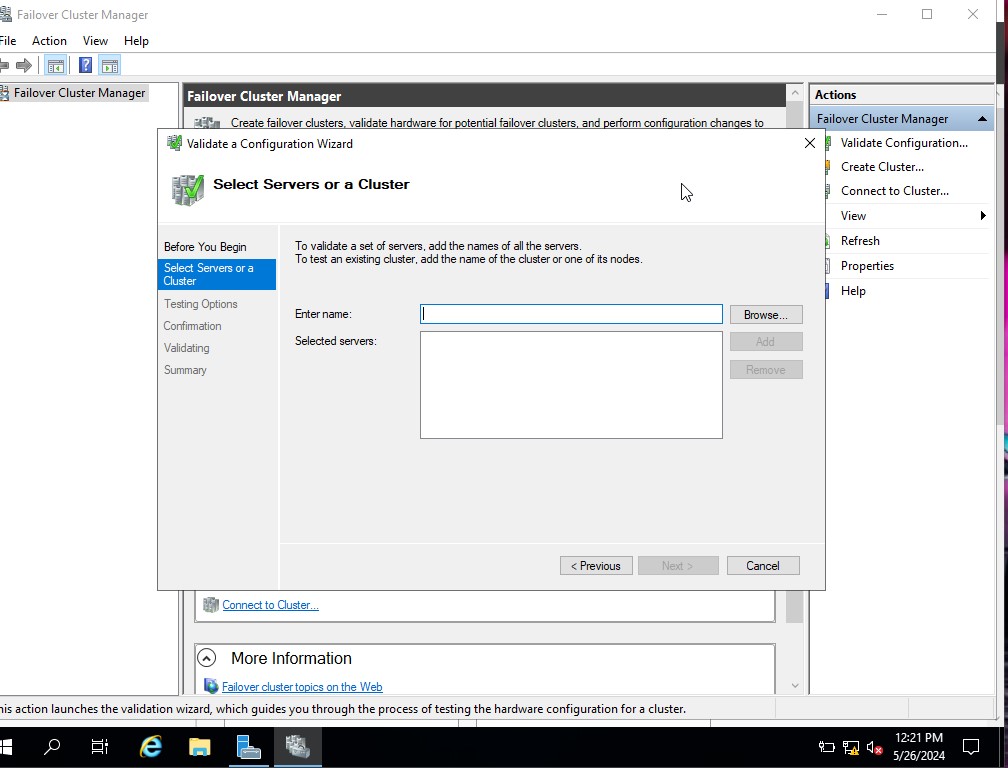 Failover Cluster Manager
File Action View Help
Failover Cluster Manager
Failover Cluster Manager
Create failover clusters, validate hardware for potential failover clusters, and perform configuration changes to
Validate a Configuration Wizard
Select Servers or a Cluster
Before You Begin
Select Servers or a
Cluster
Testing Options
Confirmation
Validating
Summary
To validate a set of servers, add the names of all the servers.
To test an existing cluster, add the name of the cluster or one of its nodes.
Enter name:
Browse...
Selected servers:
Add
Remove
< Previous
Next >
Cancel
Connect to Cluster...
More Information
Failover cluster topics on the Web
Actions
Failover Cluster Manager
Validate Configuration...
Create Cluster...
Connect to Cluster...
View
Refresh
Properties
Help
his action launches the validation wizard, which guides you through the process of testing the hardware configuration for a cluster.
12:21 PM
5/26/2024